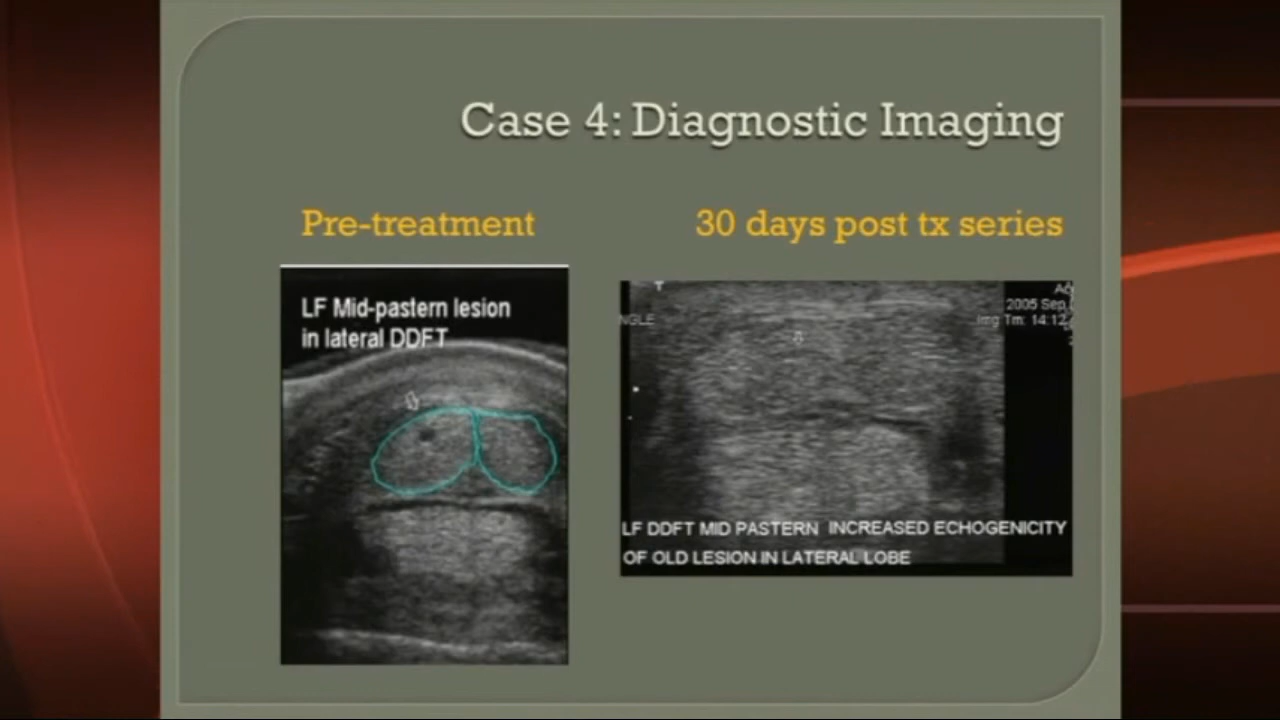 Case 4: Diagnostic Imaging
Pre-treatment
30 days post tx series
LF Mid-pastern lesion
in lateral DDFT
NGLE
2005 Sep
Img Tm: 14:12
LF DDFT MID PASTERN INCREASED ECHOGENICITY
OF OLD LESION IN LATERAL LOBE